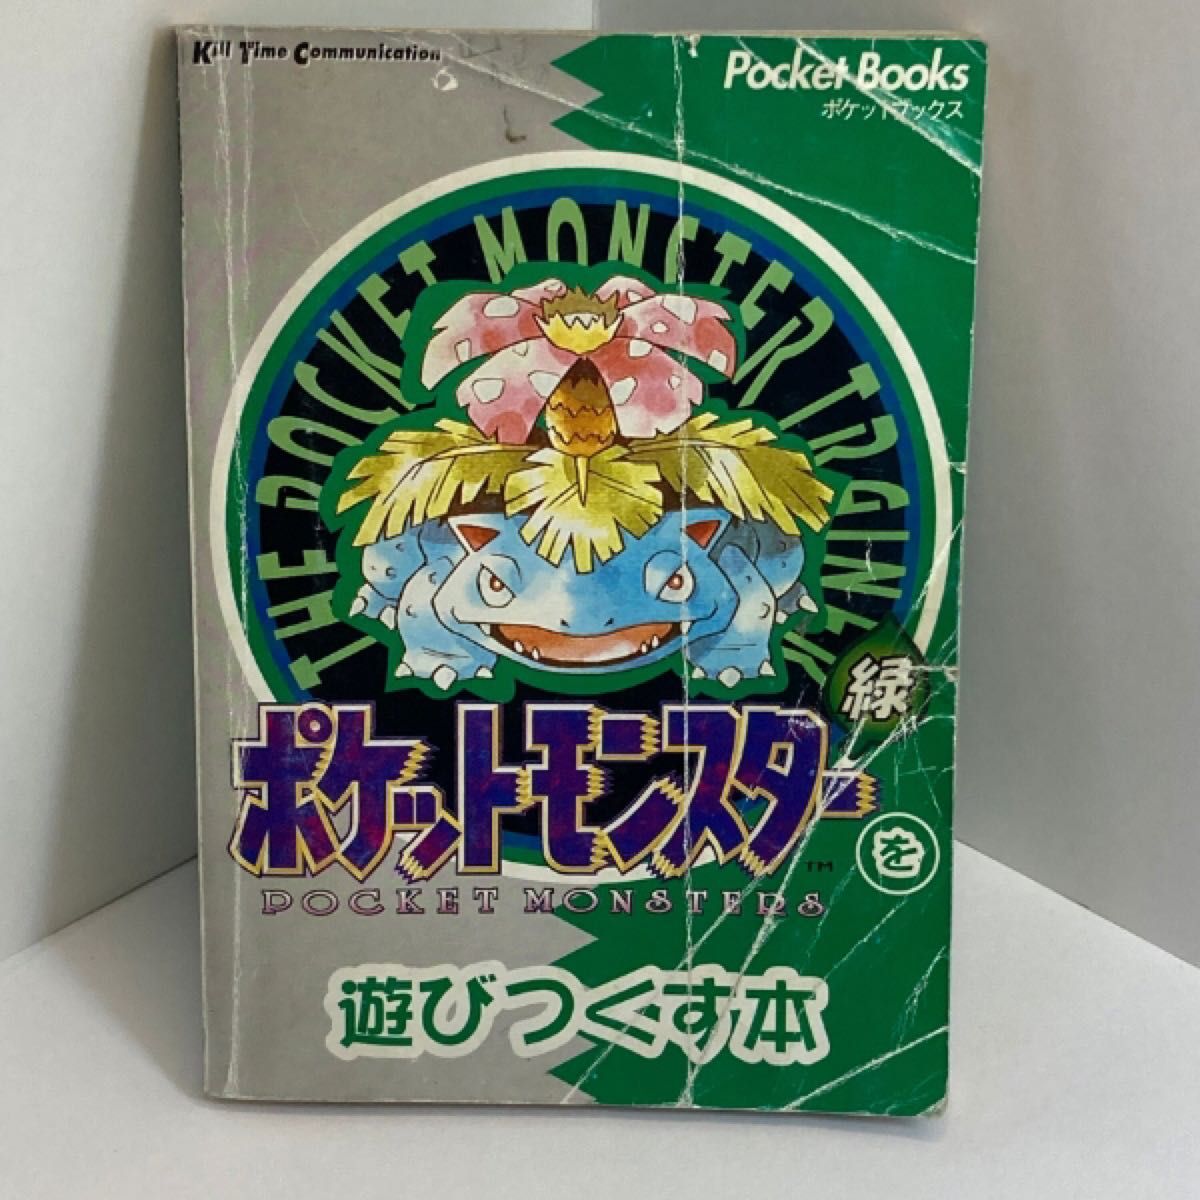 Kill Time Communication
Pocket Books
ポケットブックス
THE POCKET MONSTER TRAINER
緑
ポケットモンスター
TM
を
POCKET MONSTERS
遊びつくす本